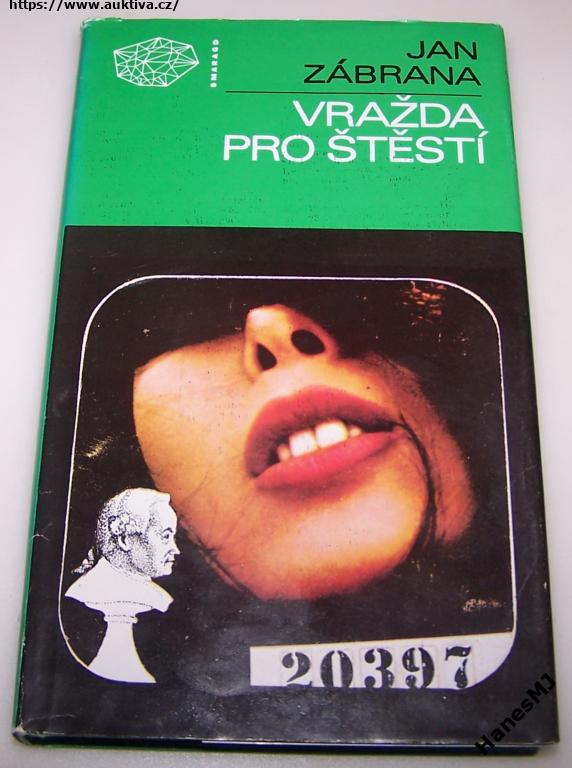 https://www.auktiva.cz/
SMARAGD
JAN
ZÁBRANA
VRAŽDA
PRO ŠTĚSTÍ
20397
HanesMJ